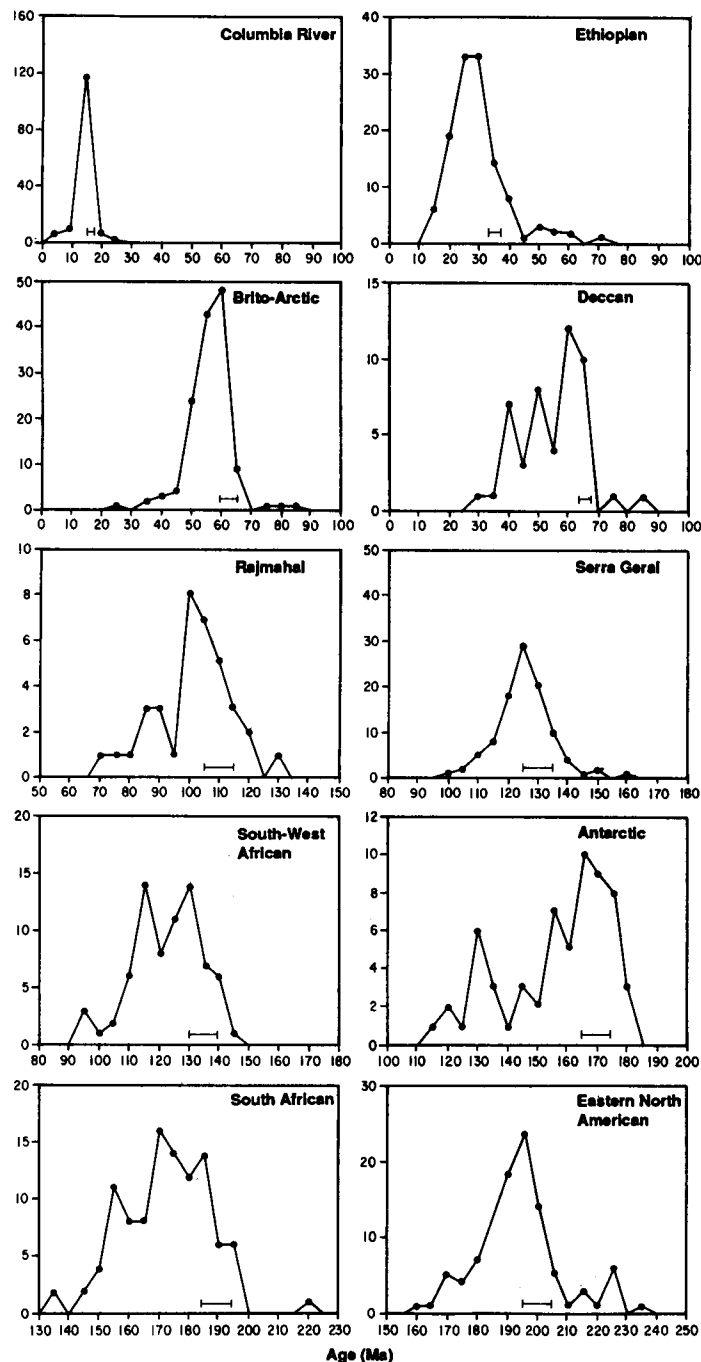 Columbia River
160
120
80
40
0
0 10 20 30 40 50 60 70 80 90 100
Ethiopian
40
30
20
10
0
0 10 20 30 40 50 60 70 80 90 100
Brito-Arctic
50
40
30
20
10
0
0 10 20 30 40 50 60 70 80 90 100
Deccan
15
10
5
0
0 10 20 30 40 50 60 70 80 90 100
Rajmahal
10
8
6
4
2
0
50 60 70 80 90 100 110 120 130 140 150
Serra Geral
50
40
30
20
10
0
80 90 100 110 120 130 140 150 160 170 180
South-West
African
20
15
10
5
0
80 90 100 110 120 130 140 150 160 170 180
Antarctic
12
10
8
6
4
2
0
100 110 120 130 140 150 160 170 180 190 200
South African
20
15
10
5
0
130 140 150 160 170 180 190 200 210 220 230
Eastern North
American
30
20
10
0
150 160 170 180 190 200 210 220 230 240 250
Age (Ma)